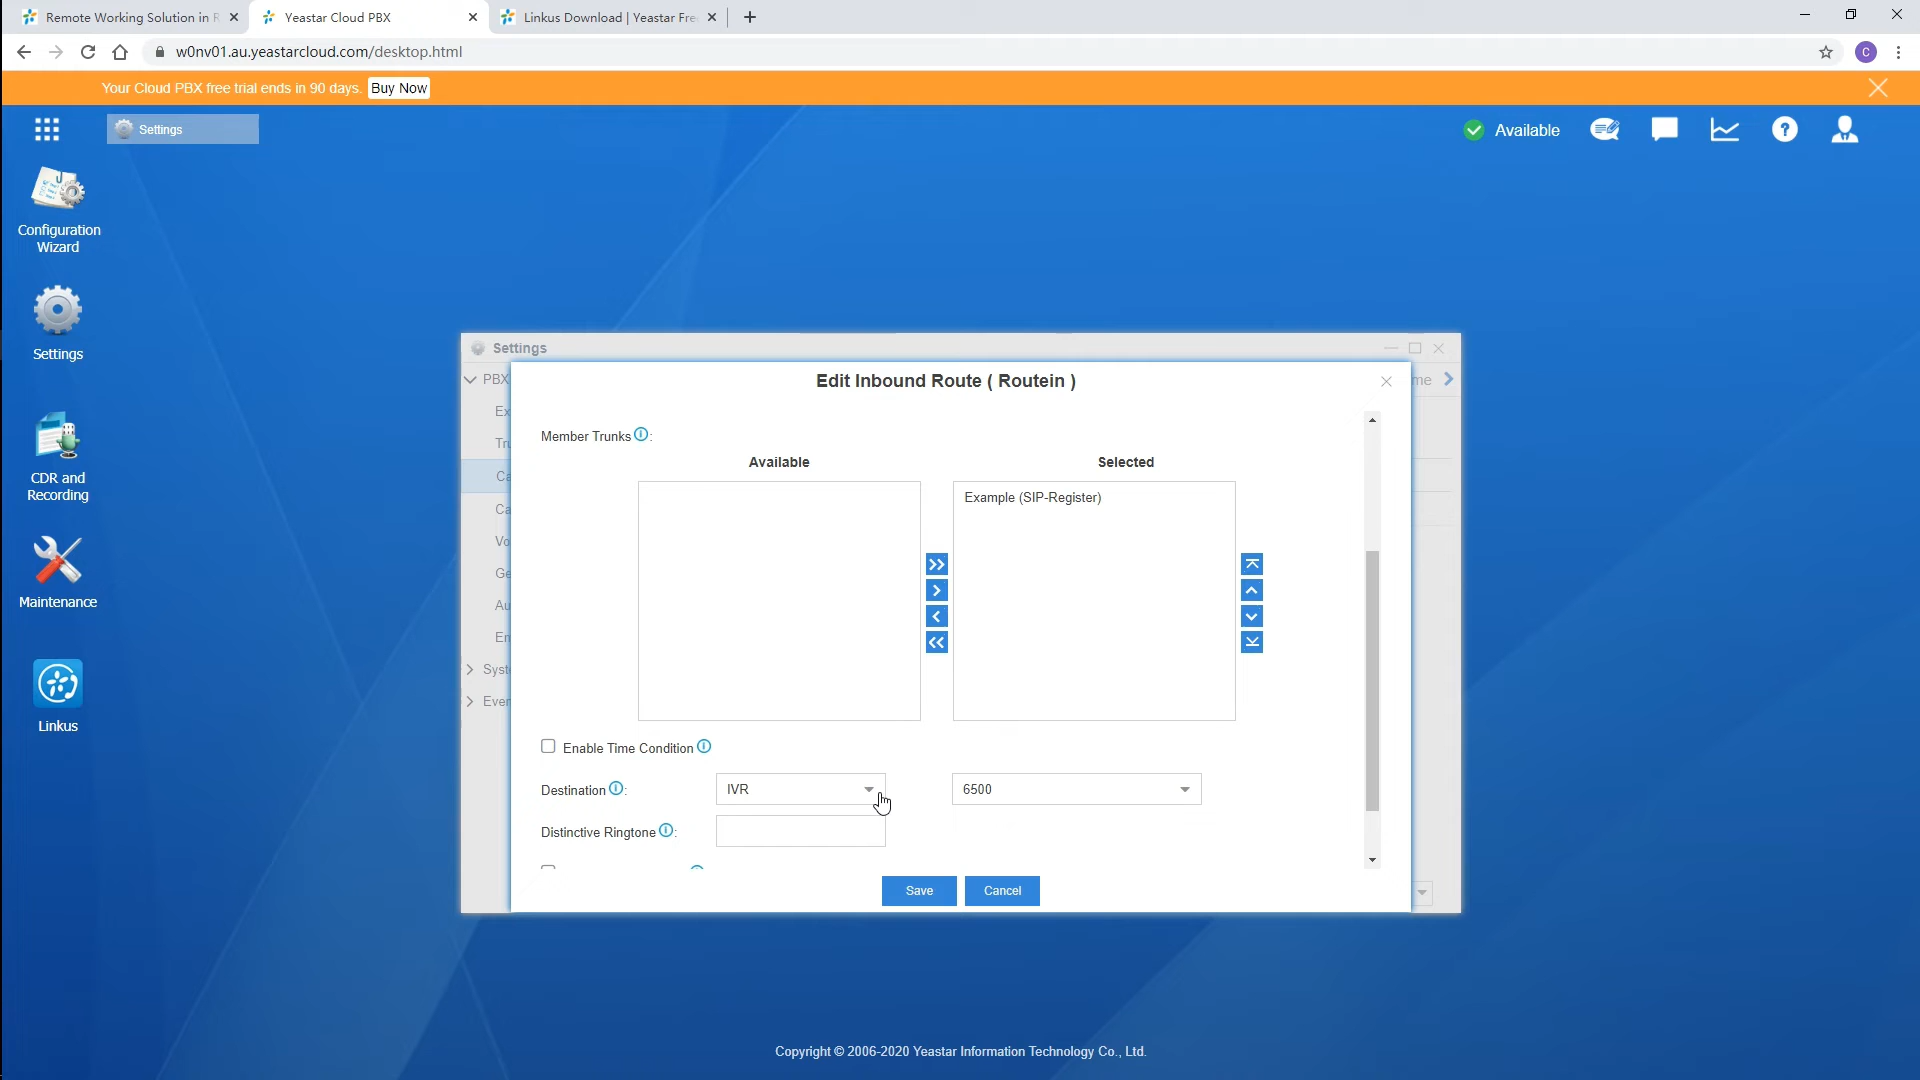 Remote Working Solution in R
Yeastar Cloud PBX
Linkus Download | Yeastar Fre
w0nv01.au.yeastarcloud.com/desktop.html
C
Your Cloud PBX free trial ends in 90 days. Buy Now
Settings
Available
Configuration
Wizard
Settings
CDR and
Recording
Maintenance
Linkus
Settings
PBX
Ex
Tru
Ca
Ca
Vo
Ge
Au
En
Syste
Even
me
Edit Inbound Route ( Routein )
Member Trunks :
Available
Selected
Example (SIP-Register)
Enable Time Condition
Destination :
IVR
6500
Distinctive Ringtone :
Save
Cancel
Copyright © 2006-2020 Yeastar Information Technology Co., Ltd.